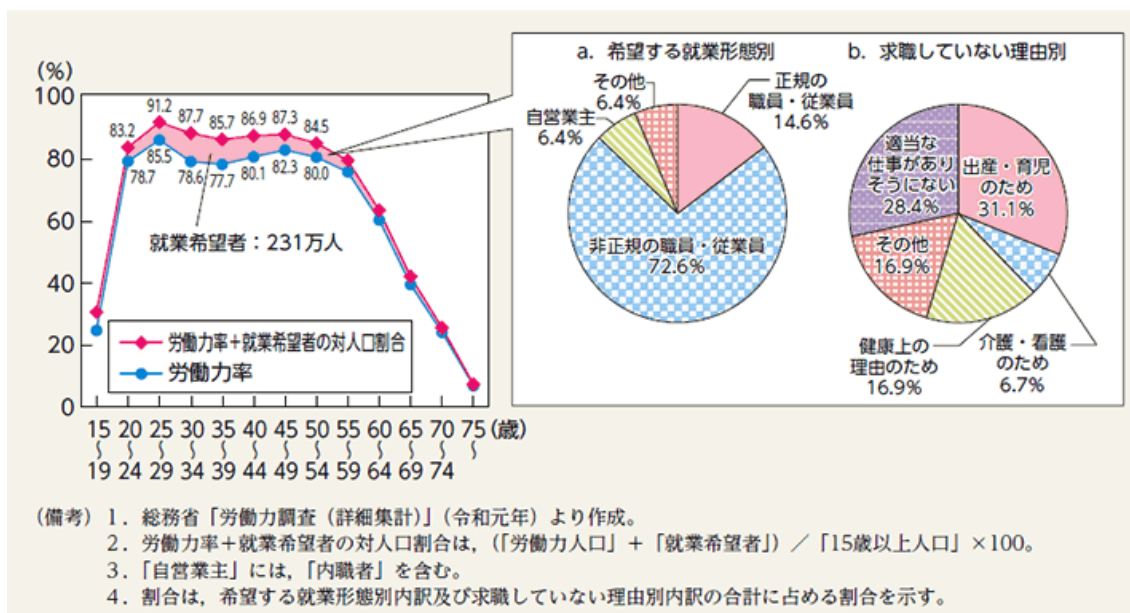 (%)
100
80
60
40
20
0
91.2
83.2
87.7
85.7
86.9
87.3
84.5
85.5
78.7
78.6
77.7
80.1
82.3
80.0
就業希望者：231万人
労働力率＋就業希望者の対人口割合
労働力率
15 20 25 30 35 40 45 50 55 60 65 70 75 (歳)
〜 〜 〜 〜 〜 〜 〜 〜 〜 〜 〜 〜 〜
19 24 29 34 39 44 49 54 59 64 69 74
a．希望する就業形態別
その他
6.4%
正規の
職員・従業員
14.6%
自営業主
6.4%
非正規の職員・従業員
72.6%
b．求職していない理由別
適当な
仕事があり
そうにない
28.4%
出産・育児
のため
31.1%
その他
16.9%
健康上の
理由のため
16.9%
介護・看護
のため
6.7%
（備考）1．総務省「労働力調査（詳細集計）」（令和元年）より作成。
2．労働力率＋就業希望者の対人口割合は，（「労働力人口」＋「就業希望者」）／「15歳以上人口」×100。
3．「自営業主」には，「内職者」を含む。
4．割合は，希望する就業形態別内訳及び求職していない理由別内訳の合計に占める割合を示す。